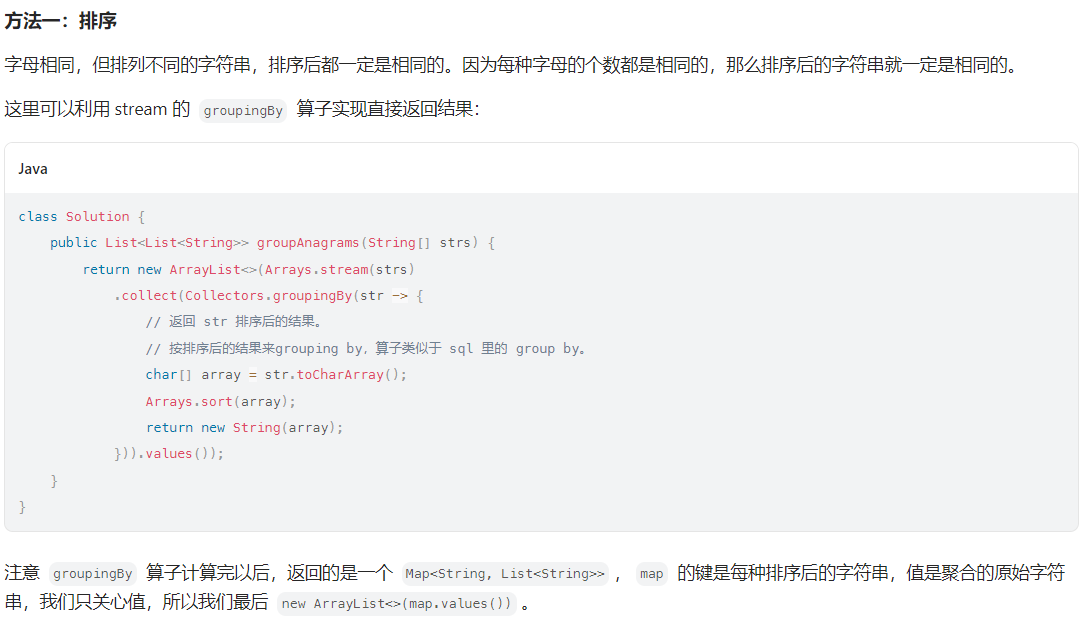 方法一：排序
字母相同，但排列不同的字符串，排序后都一定是相同的。因为每种字母的个数都是相同的，那么排序后的字符串就一定是相同的。
这里可以利用 stream 的 groupingBy 算子实现直接返回结果：
Java
class Solution {
    public List<List<String>> groupAnagrams(String[] strs) {
        return new ArrayList<>(Arrays.stream(strs)
            .collect(Collectors.groupingBy(str -> {
                // 返回 str 排序后的结果。
                // 按排序后的结果来grouping by，算子类似于 sql 里的 group by。
                char[] array = str.toCharArray();
                Arrays.sort(array);
                return new String(array);
            })).values());
    }
}
注意 groupingBy 算子计算完以后，返回的是一个 Map<String, List<String>> ， map 的键是每种排序后的字符串，值是聚合的原始字符
串，我们只关心值，所以我们最后 new ArrayList<>(map.values()) 。